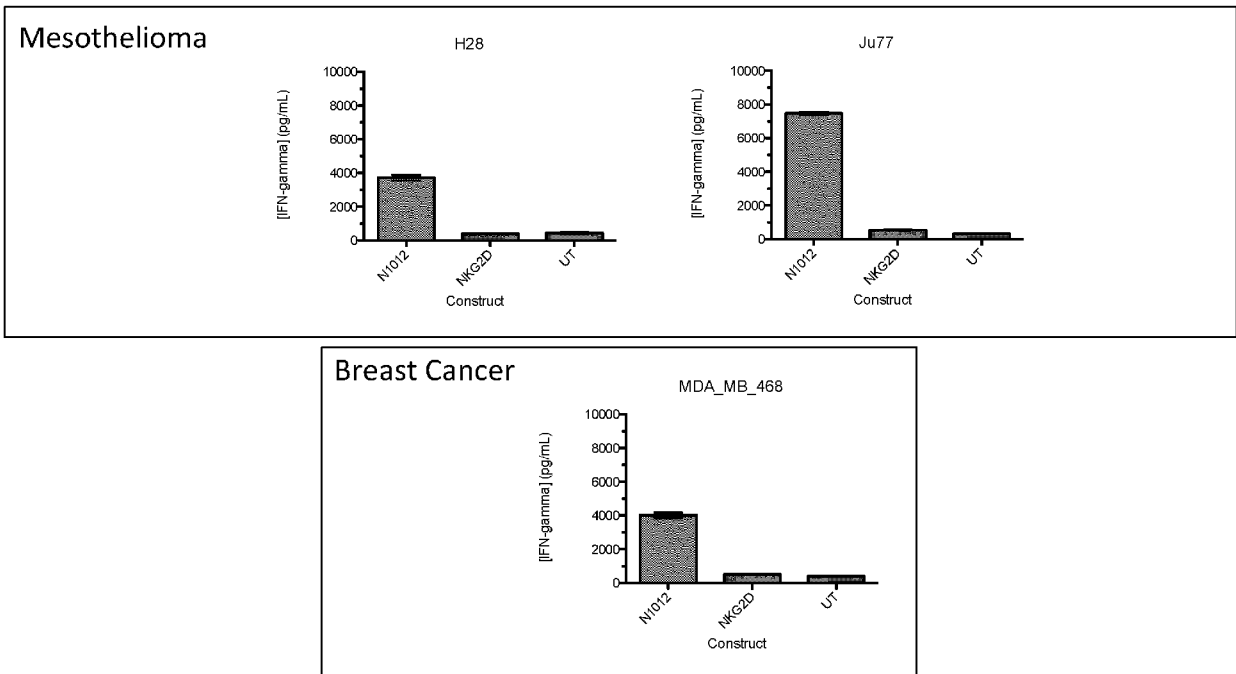 Mesothelioma
H28
[IFN-gamma] (pg/mL)
10000
8000
6000
4000
2000
0
N1012
NKG2D
UT
Construct
Ju77
[IFN-gamma] (pg/mL)
10000
8000
6000
4000
2000
0
N1012
NKG2D
UT
Construct
Breast Cancer
MDA_MB_468
[IFN-gamma] (pg/mL)
10000
8000
6000
4000
2000
0
N1012
NKG2D
UT
Construct